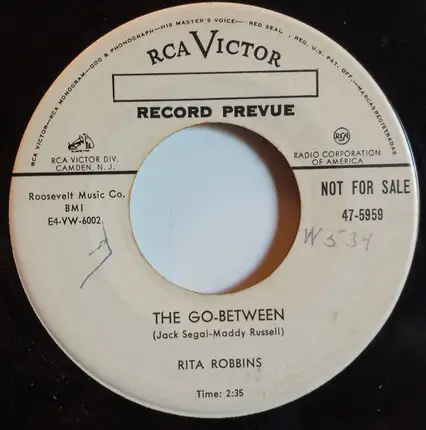 RCA VICTOR—RCA MONOGRAM—DOG & PHONOGRAPH—HIS MASTER'S VOICE—RED SEAL • REG. U.S. PAT. OFF.—MARCAS REGISTRADAS
RCA VICTOR
RECORD PREVUE
RCA VICTOR DIV.
CAMDEN, N. J.
RCA
RADIO CORPORATION
OF AMERICA
Roosevelt Music Co.
BMI
E4-VW-6002
NOT FOR SALE
47-5959
W 534
THE GO-BETWEEN
(Jack Segal-Maddy Russell)
RITA ROBBINS
Time: 2:35